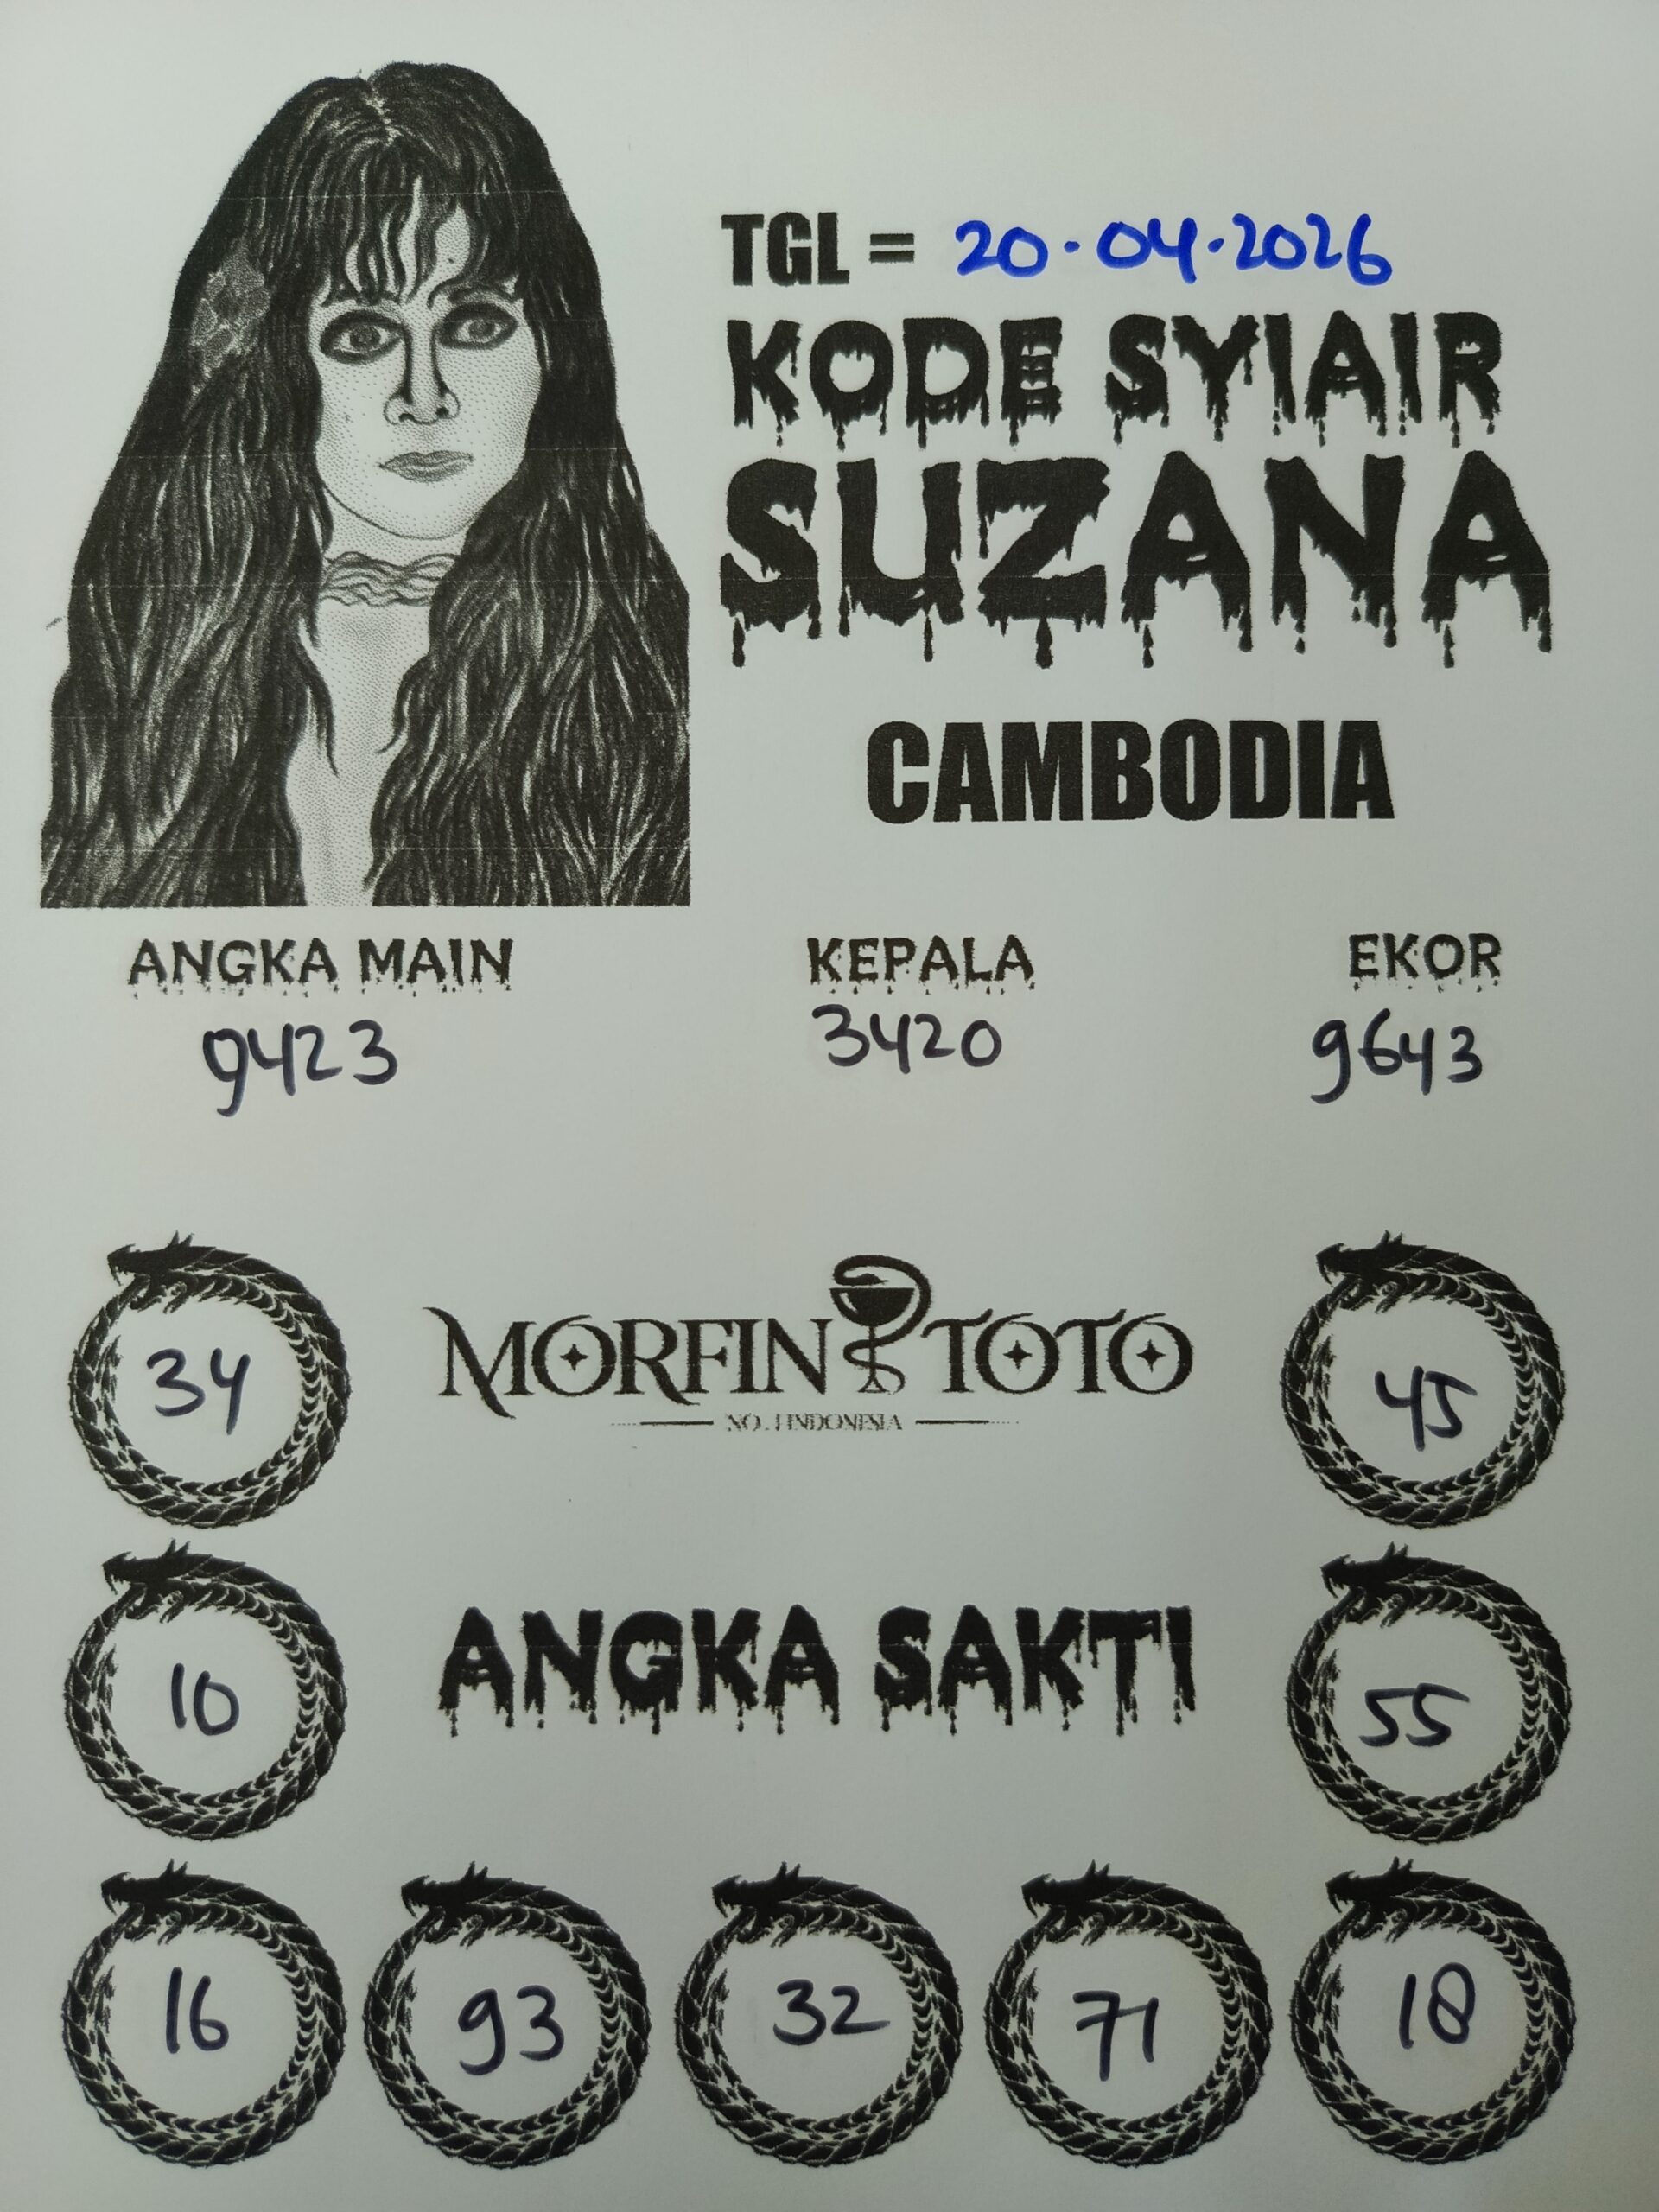 TGL = 20.04.2026
KODE SYIAIR
SUZANA
CAMBODIA
ANGKA MAIN KEPALA EKOR
9423 3420 9643
34 MORFIN TOTO 45
NO.1 INDONESIA
10 ANGKA SAKTI 55
16 93 32 71 18